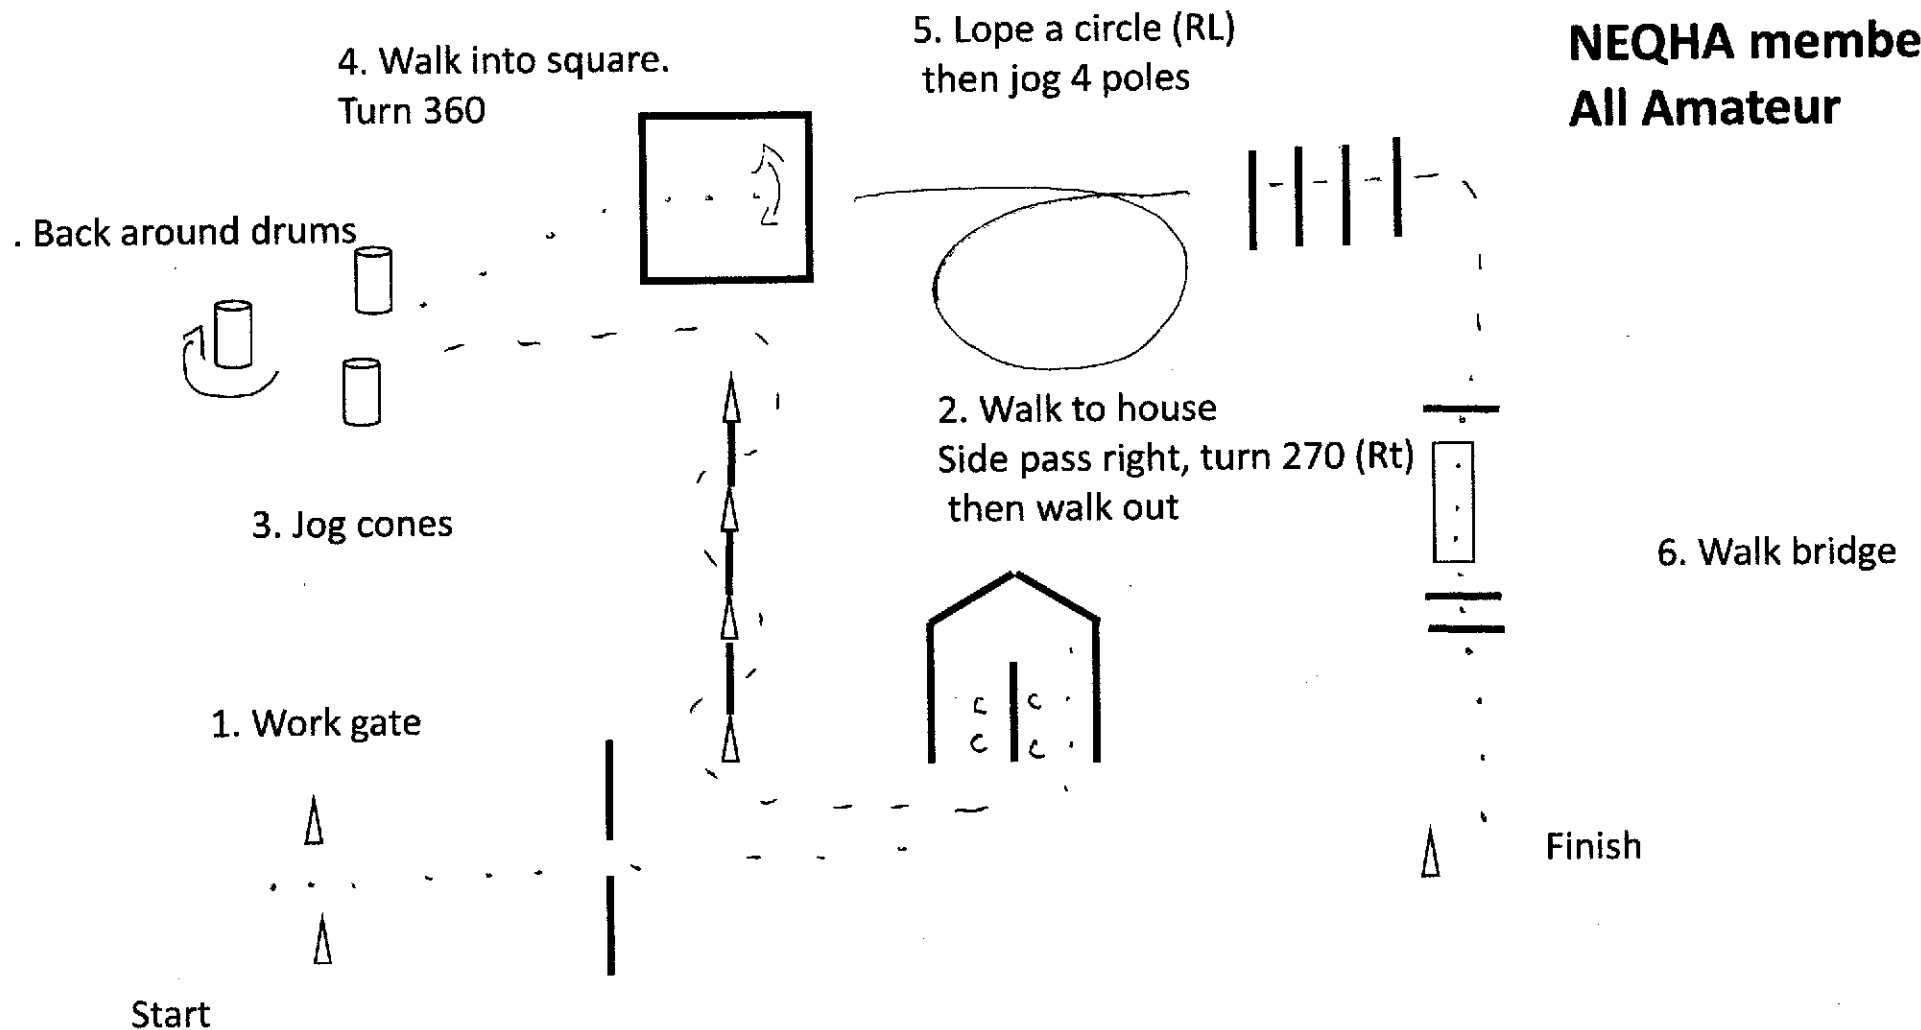 4. Walk into square.
Turn 360
5. Lope a circle (RL)
then jog 4 poles
NEQHA membe
All Amateur
. Back around drums
2. Walk to house
Side pass right, turn 270 (Rt)
then walk out
3. Jog cones
6. Walk bridge
1. Work gate
C C
C C
Finish
Start